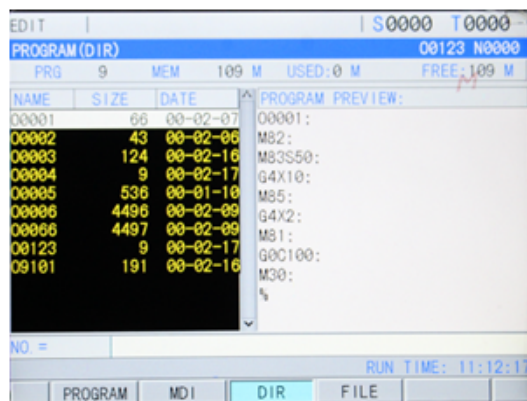 EDIT S0000 T0000
PROGRAM(DIR) O0123 N0000
PRG 9 MEM 109 M USED:0 M FREE:109 M
NAME SIZE DATE PROGRAM PREVIEW:
O0001 66 00-02-07
O0002 43 00-02-06
O0003 124 00-02-16
O0004 9 00-02-17
O0005 536 00-01-10
O0006 4496 00-02-09
O0066 4497 00-02-09
O0123 9 00-02-17
O9101 191 00-02-16
O0001;
M82;
M83S50;
G4X10;
M85;
G4X2;
M81;
G0C100;
M30;
%
NO. =
RUN TIME: 11:12:17
PROGRAM MDI DIR FILE